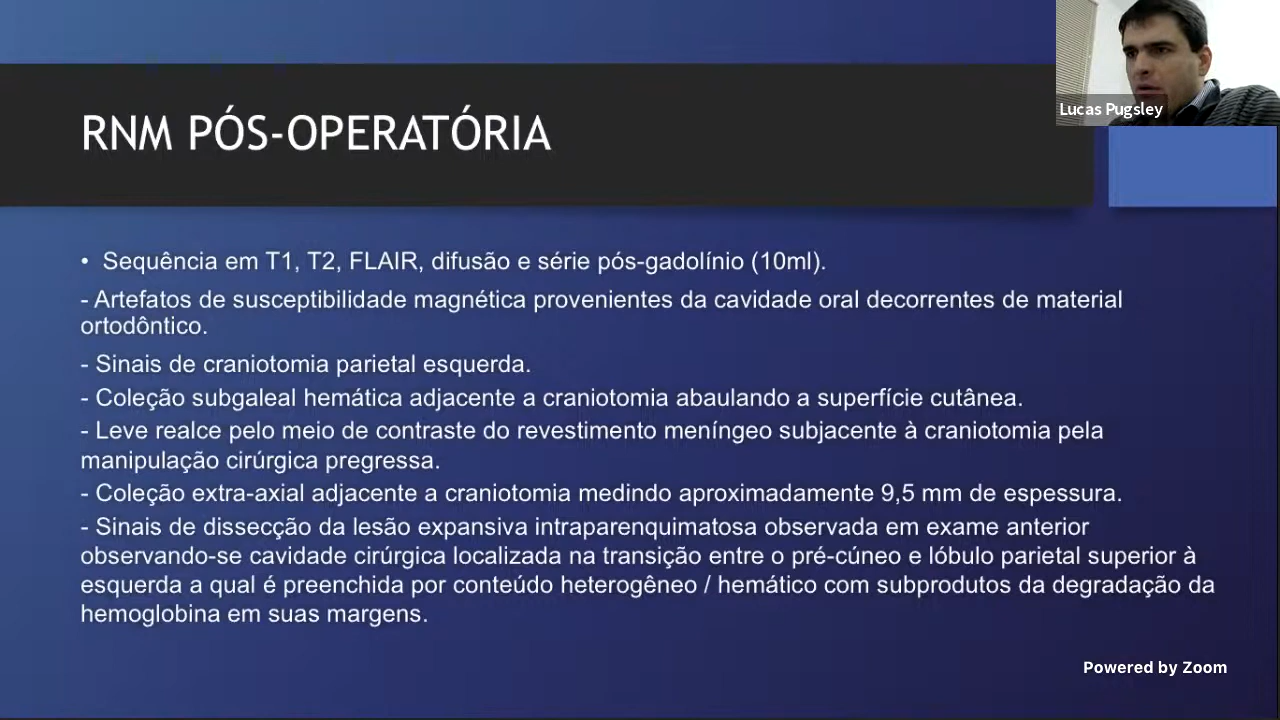 Lucas Pugsley
RNM PÓS-OPERATÓRIA
• Sequência em T1, T2, FLAIR, difusão e série pós-gadolínio (10ml).
- Artefatos de susceptibilidade magnética provenientes da cavidade oral decorrentes de material
ortodôntico.
- Sinais de craniotomia parietal esquerda.
- Coleção subgaleal hemática adjacente a craniotomia abaulando a superfície cutânea.
- Leve realce pelo meio de contraste do revestimento meníngeo subjacente à craniotomia pela
manipulação cirúrgica pregressa.
- Coleção extra-axial adjacente a craniotomia medindo aproximadamente 9,5 mm de espessura.
- Sinais de dissecção da lesão expansiva intraparenquimatosa observada em exame anterior
observando-se cavidade cirúrgica localizada na transição entre o pré-cúneo e lóbulo parietal superior à
esquerda a qual é preenchida por conteúdo heterogêneo / hemático com subprodutos da degradação da
hemoglobina em suas margens.
Powered by Zoom